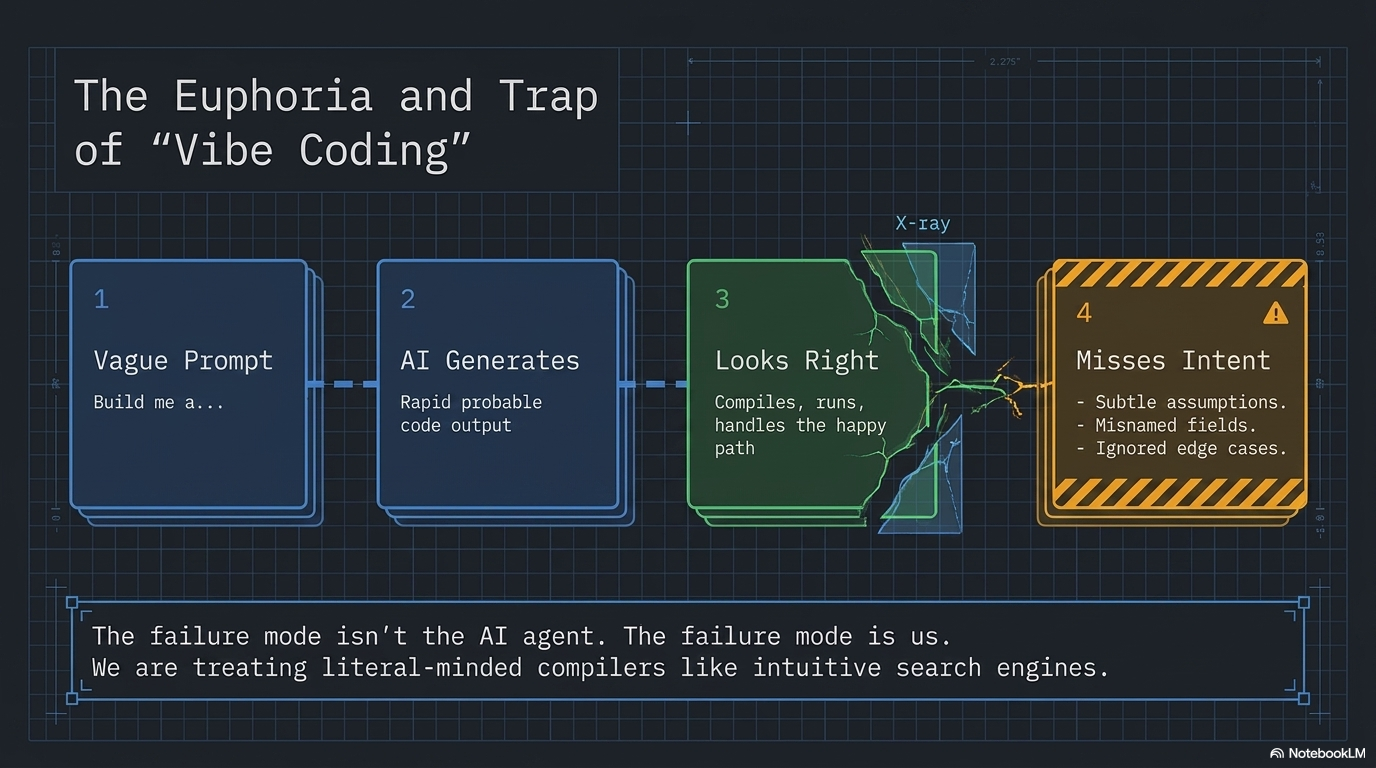 The Euphoria and Trap
of “Vibe Coding”
2.275"
X-ray
1
Vague Prompt
Build me a...
2
AI Generates
Rapid probable
code output
3
Looks Right
Compiles, runs,
handles the happy
path
4
Misses Intent
- Subtle assumptions.
- Misnamed fields.
- Ignored edge cases.
The failure mode isn't the AI agent. The failure mode is us.
We are treating literal-minded compilers like intuitive search engines.
NotebookLM